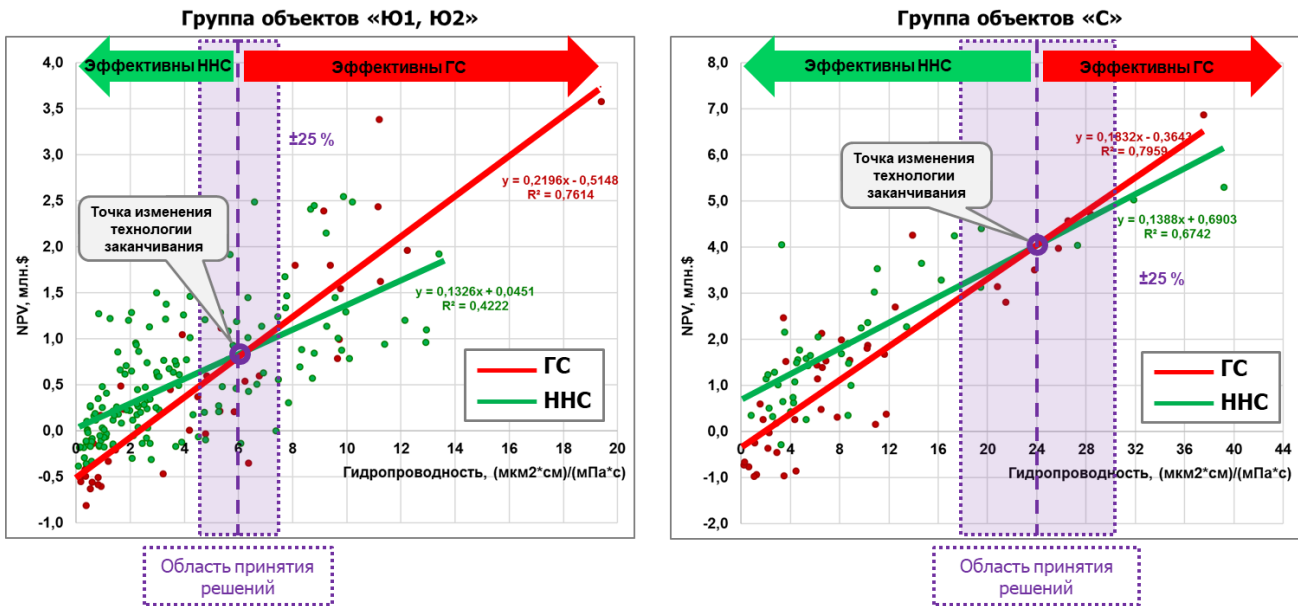 Группа объектов «Ю1, Ю2»
Эффективны ННС
Эффективны ГС
±25 %
Точка изменения
технологии
заканчивания
y = 0,2196x - 0,5148
R² = 0,7614
y = 0,1326x + 0,0451
R² = 0,4222
ГС
ННС
NPV, млн.$
4,0
3,5
3,0
2,5
2,0
1,5
1,0
0,5
0,0
-0,5
-1,0
0 2 4 6 8 10 12 14 16 18 20
Гидропроводность, (мкм2*см)/(мПа*с)
Область принятия
решений
Группа объектов «С»
Эффективны ННС
Эффективны ГС
Точка изменения
технологии
заканчивания
y = 0,1832x - 0,3643
R² = 0,7959
y = 0,1388x + 0,6903
R² = 0,6742
±25 %
ГС
ННС
NPV, млн.$
8,0
7,0
6,0
5,0
4,0
3,0
2,0
1,0
0,0
-1,0
-2,0
0 4 8 12 16 20 24 28 32 36 40 44
Гидропроводность, (мкм2*см)/(мПа*с)
Область принятия
решений